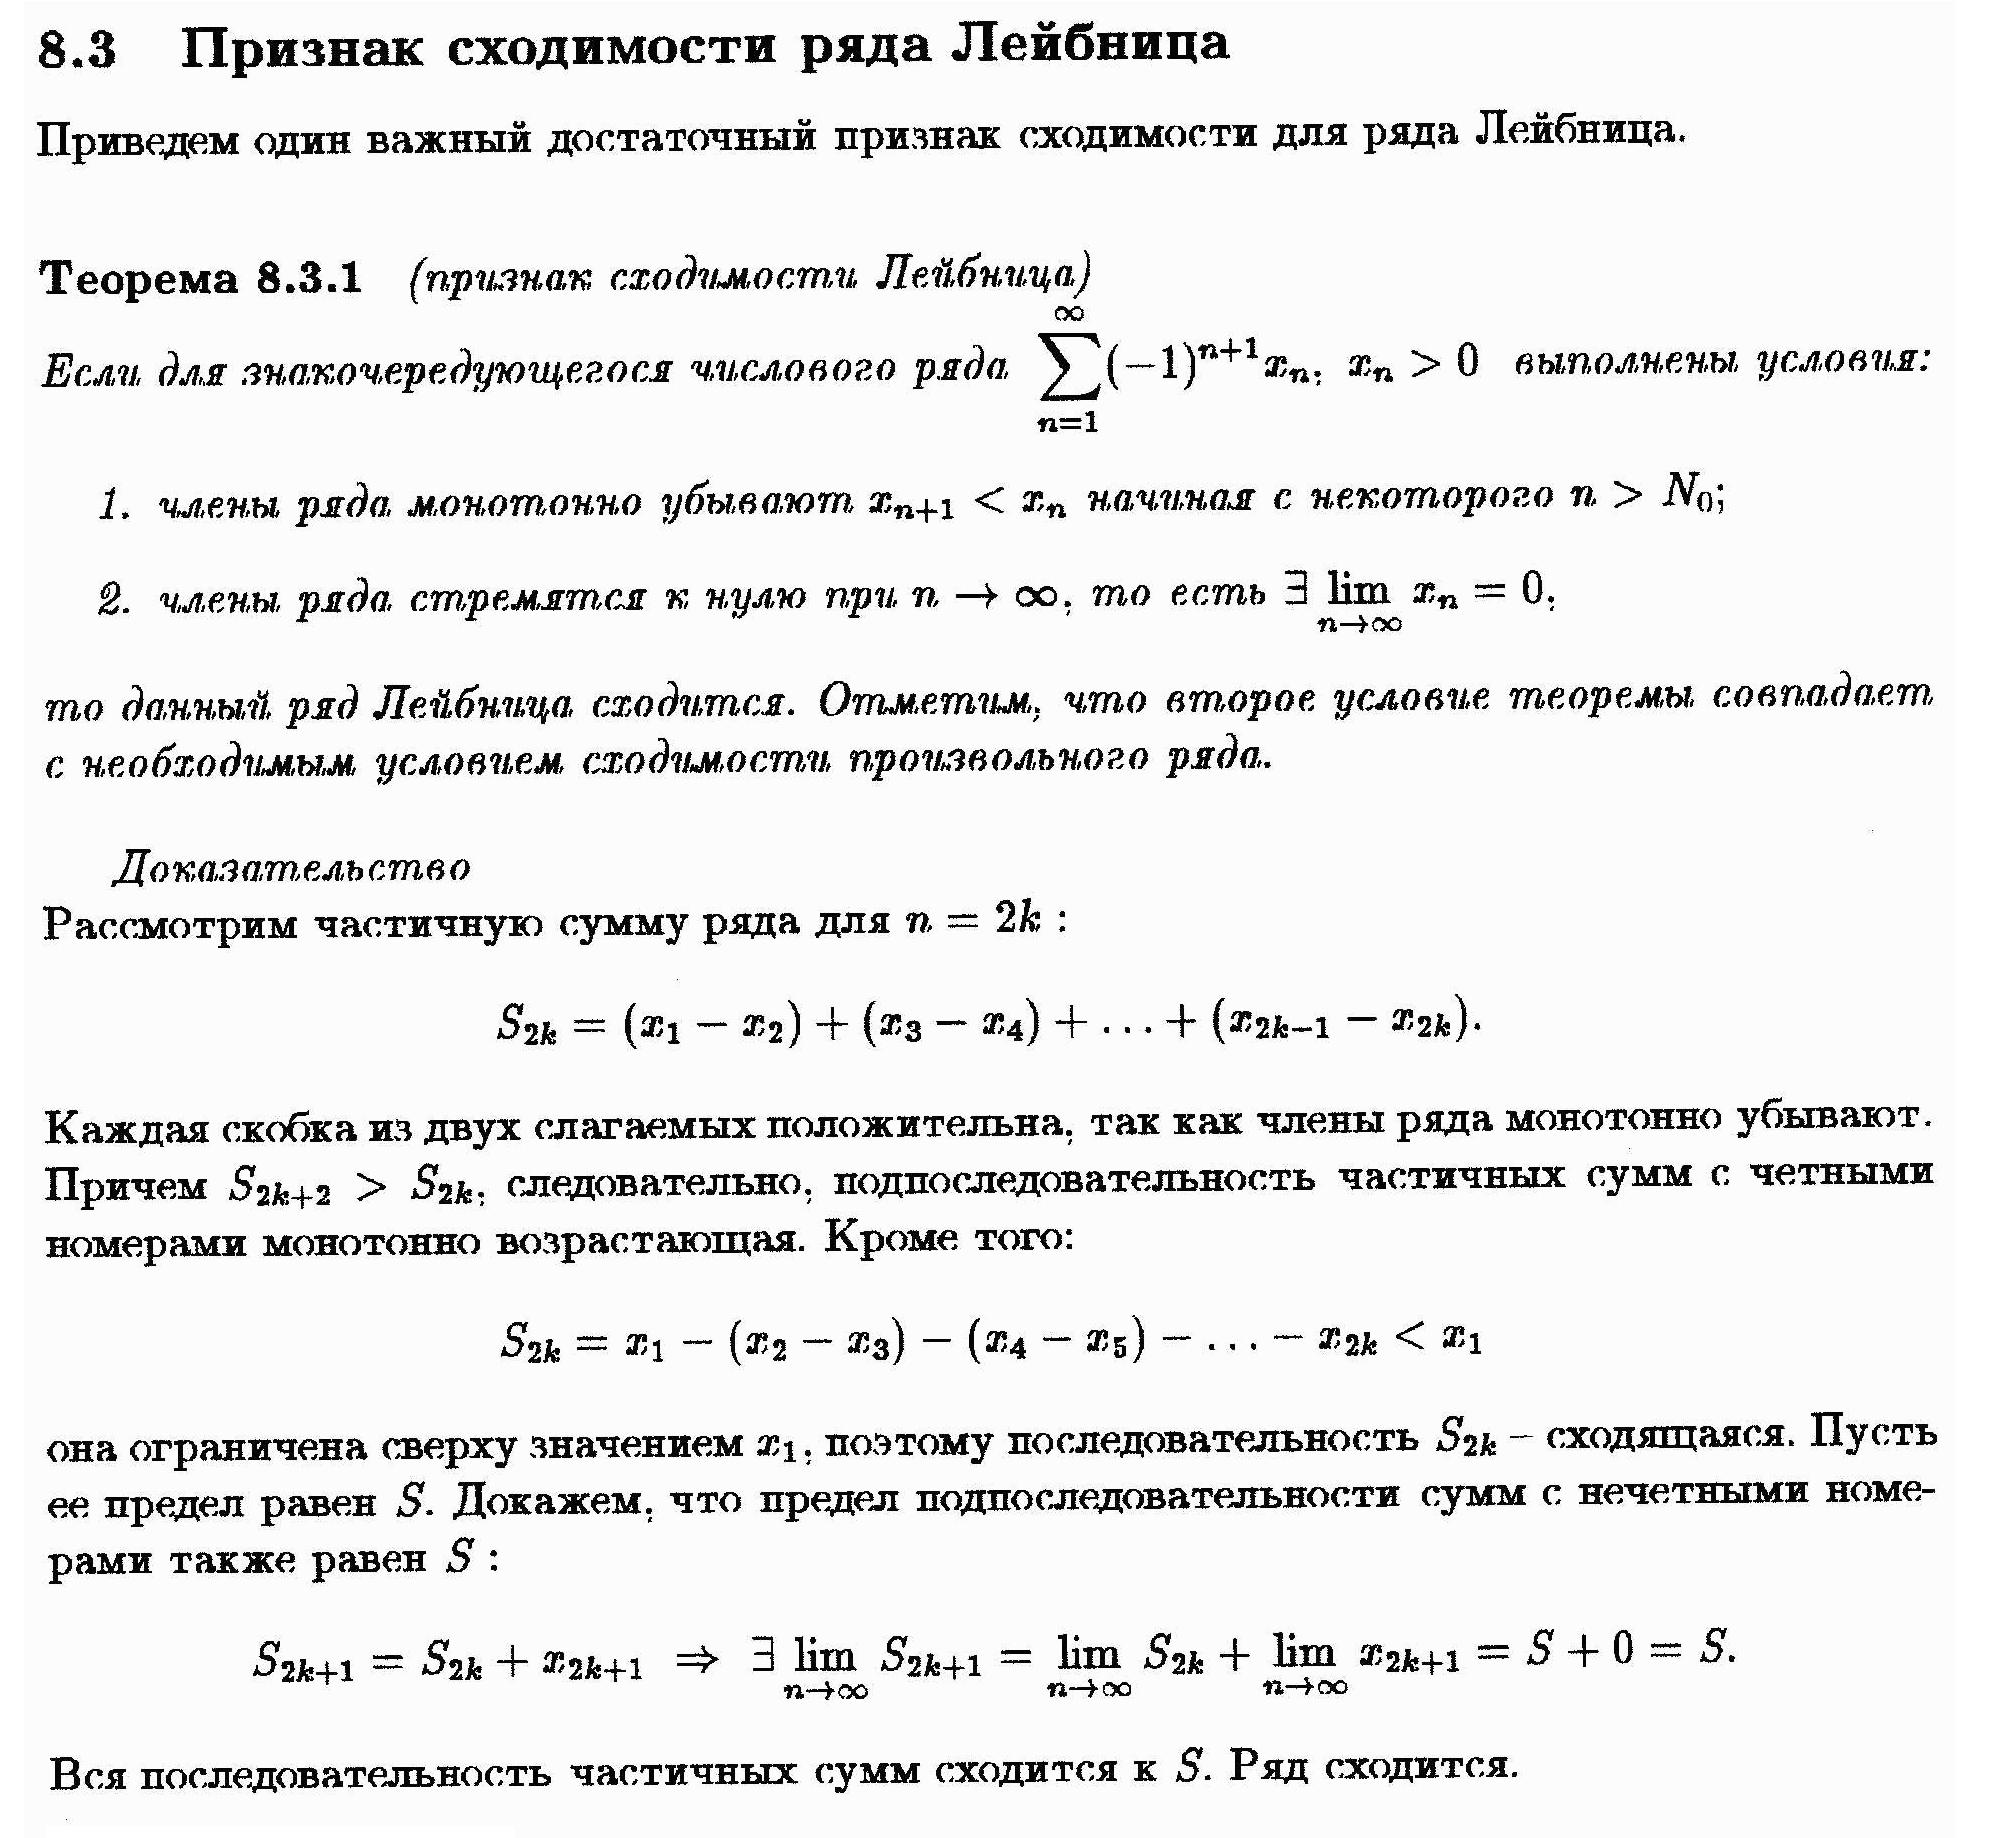 8.3 Признак сходимости ряда Лейбница
Приведем один важный достаточный признак сходимости для ряда Лейбница.
Теорема 8.3.1 (признак сходимости Лейбница)
Если для знакочередующегося числового ряда $\sum_{n=1}^{\infty}(-1)^{n+1}x_n$, $x_n > 0$ выполнены условия:
1. члены ряда монотонно убывают $x_{n+1} < x_n$ начиная с некоторого $n > N_0$;
2. члены ряда стремятся к нулю при $n \to \infty$, то есть $\exists \lim_{n\to\infty} x_n = 0$,
то данный ряд Лейбница сходится. Отметим, что второе условие теоремы совпадает
с необходимым условием сходимости произвольного ряда.
Доказательство
Рассмотрим частичную сумму ряда для $n = 2k$ :
$S_{2k} = (x_1 - x_2) + (x_3 - x_4) + \ldots + (x_{2k-1} - x_{2k}).$
Каждая скобка из двух слагаемых положительна, так как члены ряда монотонно убывают.
Причем $S_{2k+2} > S_{2k}$, следовательно, подпоследовательность частичных сумм с четными
номерами монотонно возрастающая. Кроме того:
$S_{2k} = x_1 - (x_2 - x_3) - (x_4 - x_5) - \ldots - x_{2k} < x_1$
она ограничена сверху значением $x_1$, поэтому последовательность $S_{2k}$ – сходящаяся. Пусть
ее предел равен $S$. Докажем, что предел подпоследовательности сумм с нечетными номе-
рами также равен $S$ :
$S_{2k+1} = S_{2k} + x_{2k+1} \Rightarrow \exists \lim_{n\to\infty} S_{2k+1} = \lim_{n\to\infty} S_{2k} + \lim_{n\to\infty} x_{2k+1} = S + 0 = S.$
Вся последовательность частичных сумм сходится к $S$. Ряд сходится.